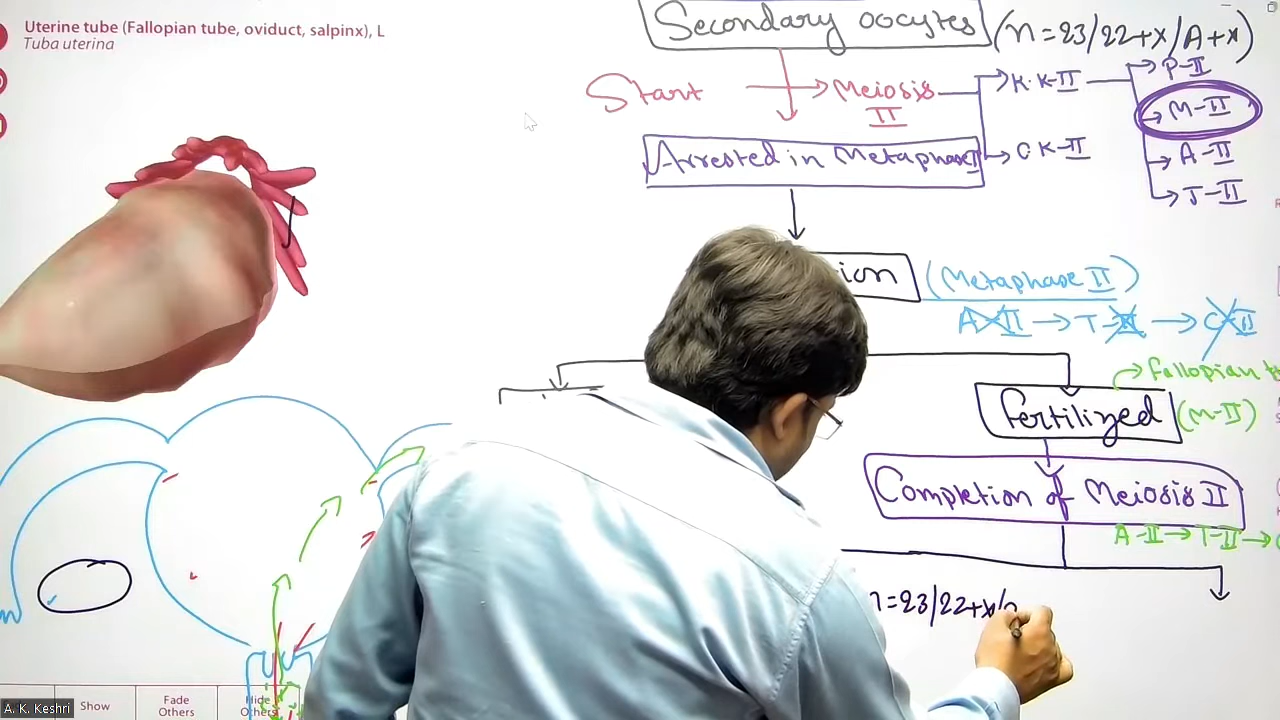 Uterine tube (Fallopian tube, oviduct, salpinx), L
Tuba uterina
Secondary oocytes (n=23/22+x/A+x)
Start → Meiosis II
K.K-II
C.K-II
P-II
M-II
A-II
T-II
Arrested in Metaphase II
(Metaphase II)
A-II → T-II → C-II
Fallopian
Fertilized (M-II)
Completion of Meiosis II
A-II → T-II →
n=23/22+x/
Show
Fade Others
Hide Others
A. K. Keshri